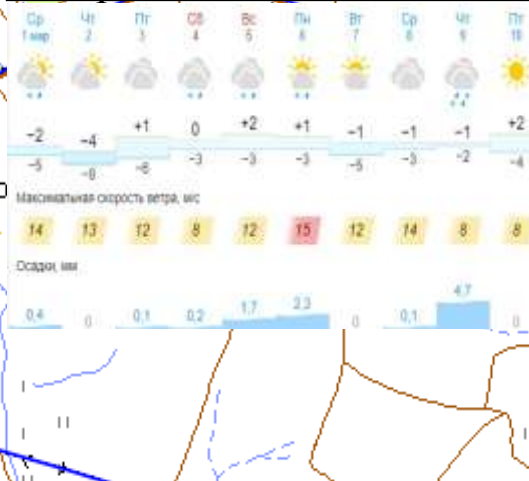 Ср Чт Пт Сб Вс Пн Вт Ср Чт Пт
1 мар 2 3 4 5 6 7 8 9 10
-2 -4 +1 0 +2 +1 -1 -1 -1 +2
-5 -8 -6 -3 -3 -3 -5 -3 -2 -4
Максимальная скорость ветра, м/с
14 13 12 8 12 15 12 14 8 8
Осадки, мм
0,4 0 0,1 0,2 1,7 2,3 0 0,1 4,7 0